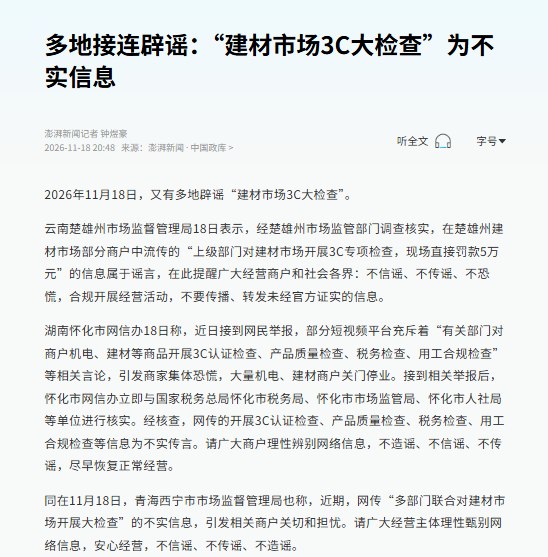 多地接连辟谣：“建材市场3C大检查”为不
实信息
澎湃新闻记者 钟煜豪
2026-11-18 20:48 来源：澎湃新闻 · 中国政库 >
听全文
字号
2026年11月18日，又有多地辟谣“建材市场3C大检查”。
云南楚雄州市场监督管理局18日表示，经楚雄州市场监管部门调查核实，在楚雄州建
材市场部分商户中流传的“上级部门对建材市场开展3C专项检查，现场直接罚款5万
元”的信息属于谣言，在此提醒广大经营商户和社会各界：不信谣、不传谣、不恐
慌，合规开展经营活动，不要传播、转发未经官方证实的信息。
湖南怀化市网信办18日称，近日接到网民举报，部分短视频平台充斥着“有关部门对
商户机电、建材等商品开展3C认证检查、产品质量检查、税务检查、用工合规检查”
等相关言论，引发商家集体恐慌，大量机电、建材商户关门停业。接到相关举报后，
怀化市网信办立即与国家税务总局怀化市税务局、怀化市市场监管局、怀化市人社局
等单位进行核实。经核查，网传的开展3C认证检查、产品质量检查、税务检查、用工
合规检查等信息为不实传言。请广大商户理性辨别网络信息，不造谣、不信谣、不传
谣，尽早恢复正常经营。
同在11月18日，青海西宁市市场监督管理局也称，近期，网传“多部门联合对建材市
场开展大检查”的不实信息，引发相关商户关切和担忧。请广大经营主体理性甄别网
络信息，安心经营，不信谣、不传谣、不造谣。